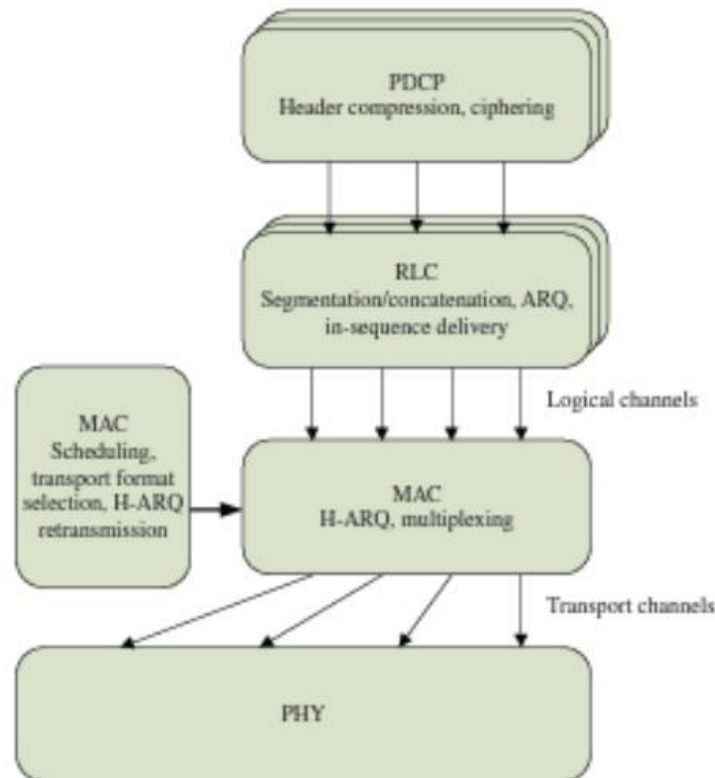 PDCP
Header compression, ciphering
RLC
Segmentation/concatenation, ARQ,
in-sequence delivery
Logical channels
MAC
Scheduling,
transport format
selection, H-ARQ
retransmission
MAC
H-ARQ, multiplexing
Transport channels
PHY